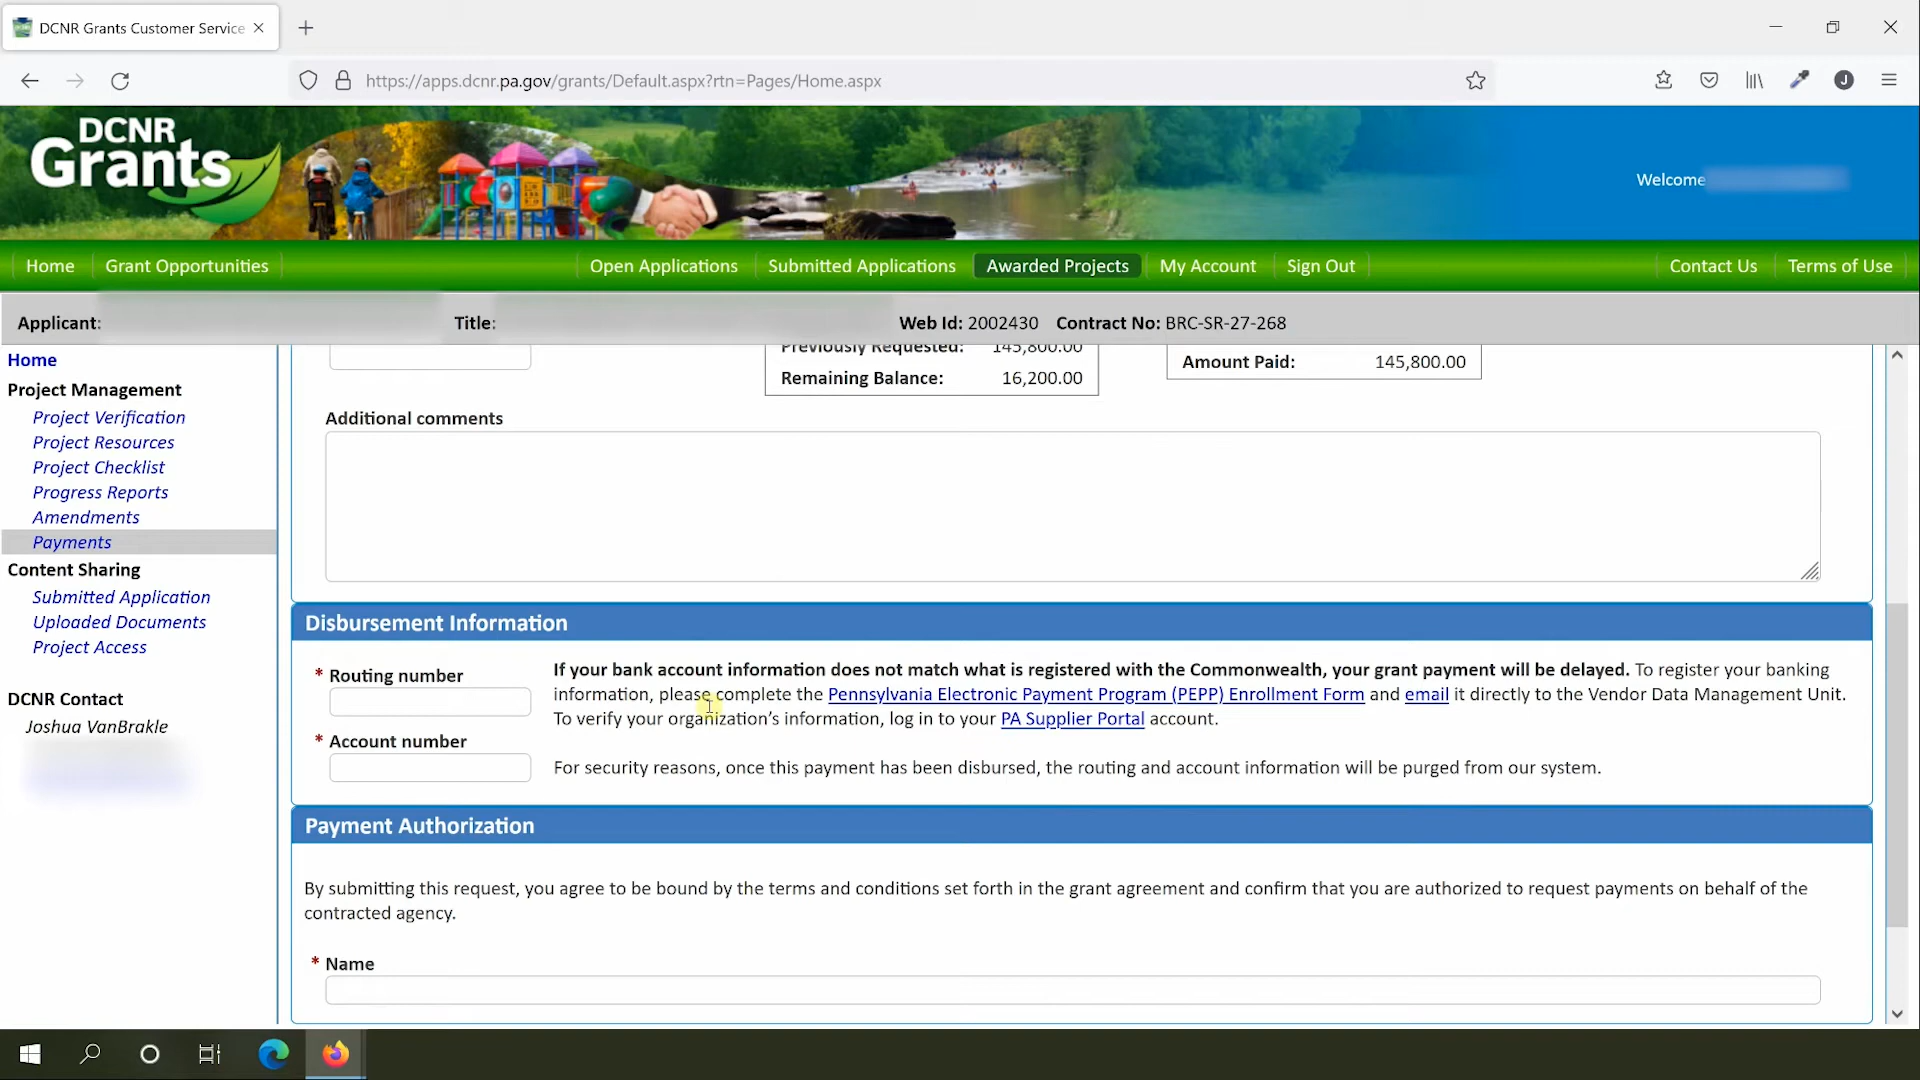 DCNR Grants Customer Service
https://apps.dcnr.pa.gov/grants/Default.aspx?rtn=Pages/Home.aspx
J
DCNR
Grants
Welcome
Home
Grant Opportunities
Open Applications
Submitted Applications
Awarded Projects
My Account
Sign Out
Contact Us
Terms of Use
Applicant:
Title:
Web Id: 2002430
Contract No: BRC-SR-27-268
Home
Project Management
Project Verification
Project Resources
Project Checklist
Progress Reports
Amendments
Payments
Content Sharing
Submitted Application
Uploaded Documents
Project Access
DCNR Contact
Joshua VanBrakle
Previously Requested: 145,800.00
Remaining Balance: 16,200.00
Amount Paid: 145,800.00
Additional comments
Disbursement Information
* Routing number
* Account number
If your bank account information does not match what is registered with the Commonwealth, your grant payment will be delayed. To register your banking
information, please complete the Pennsylvania Electronic Payment Program (PEPP) Enrollment Form and email it directly to the Vendor Data Management Unit.
To verify your organization's information, log in to your PA Supplier Portal account.
For security reasons, once this payment has been disbursed, the routing and account information will be purged from our system.
Payment Authorization
By submitting this request, you agree to be bound by the terms and conditions set forth in the grant agreement and confirm that you are authorized to request payments on behalf of the
contracted agency.
* Name